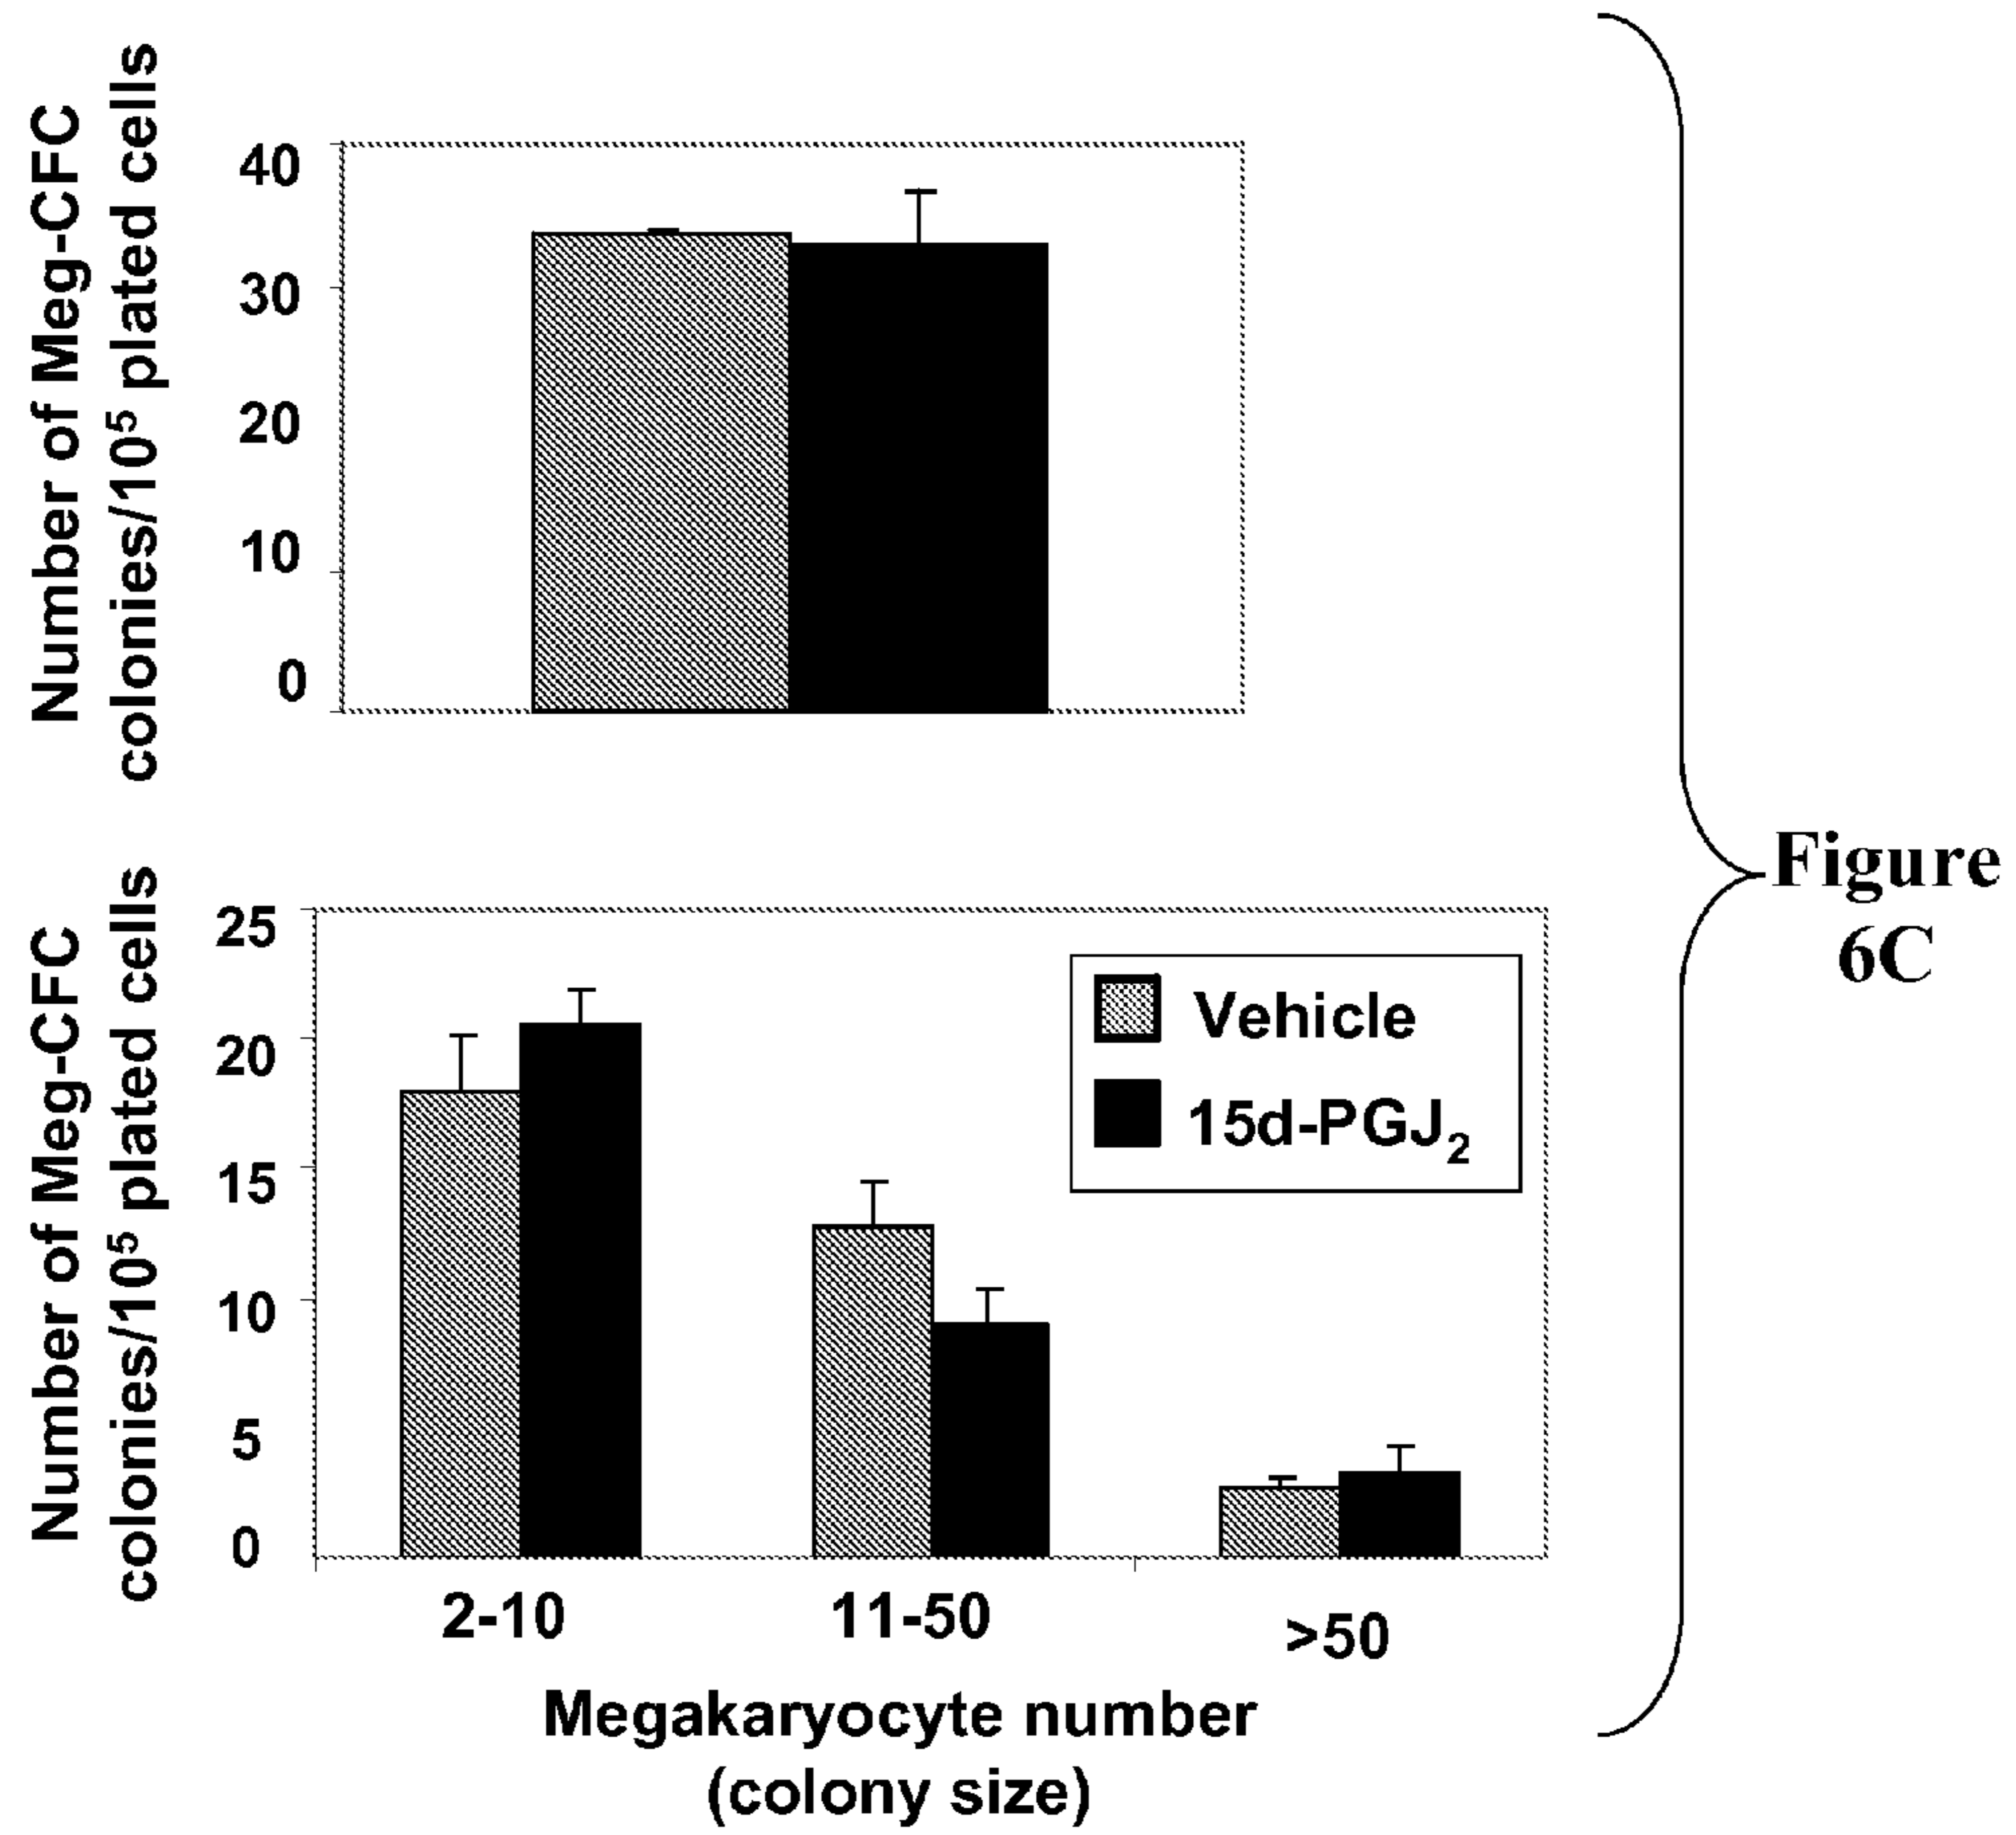 Number of Meg-CFC
colonies/10⁵ plated cells
40
30
20
10
0
Number of Meg-CFC
colonies/10⁵ plated cells
25
20
15
10
5
0
Vehicle
15d-PGJ₂
2-10
11-50
>50
Megakaryocyte number
(colony size)
Figure
6C